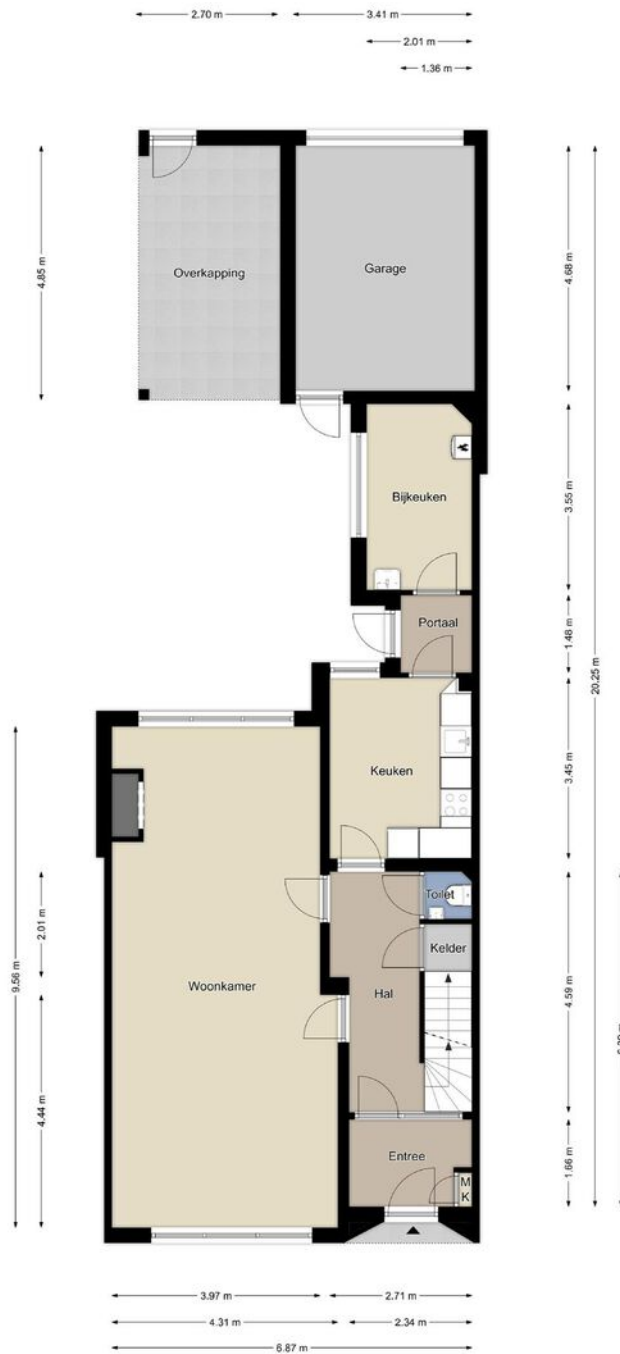 2.70 m
3.41 m
2.01 m
1.36 m
4.85 m
Overkapping
Garage
4.68 m
Bijkeuken
3.55 m
Portaal
1.48 m
20.25 m
Keuken
3.45 m
Toilet
Kelder
2.01 m
9.56 m
Woonkamer
Hal
4.59 m
4.44 m
Entree
M
K
1.66 m
3.97 m
2.71 m
4.31 m
2.34 m
6.87 m